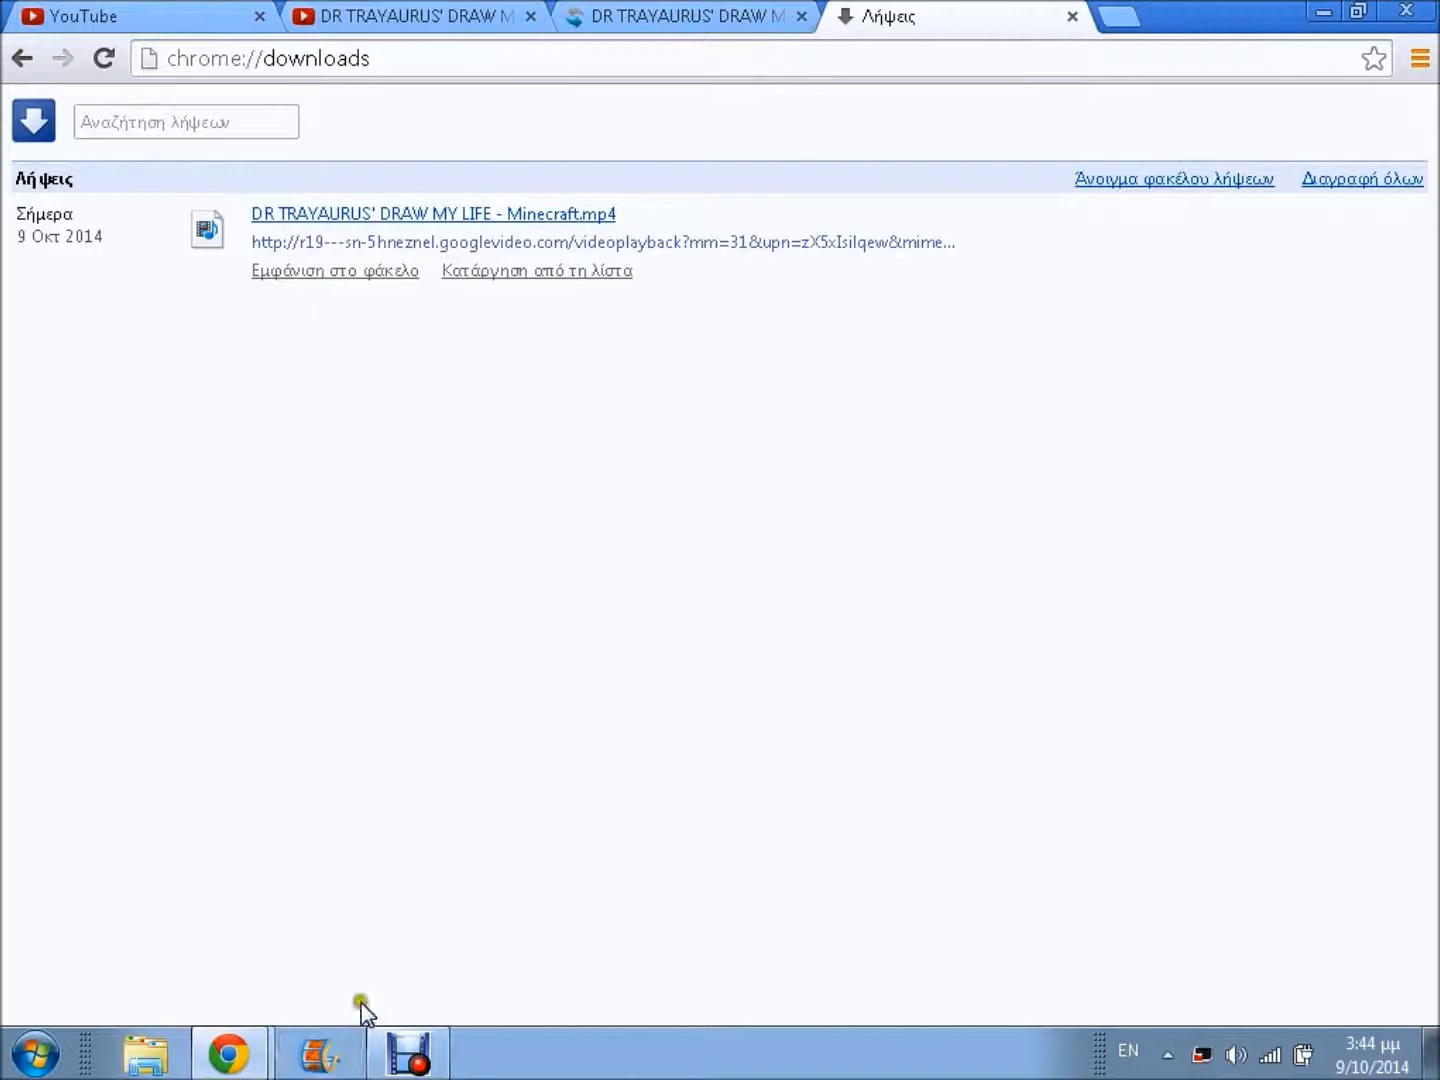 YouTube
DR TRAYAURUS' DRAW M
DR TRAYAURUS' DRAW M
Λήψεις
chrome://downloads
Αναζήτηση λήψεων
Λήψεις
Άνοιγμα φακέλου λήψεων
Διαγραφή όλων
Σήμερα
9 Οκτ 2014
DR TRAYAURUS' DRAW MY LIFE - Minecraft.mp4
http://r19---sn-5hneznel.googlevideo.com/videoplayback?mm=31&upn=zX5xIsilqew&mime...
Εμφάνιση στο φάκελο
Κατάργηση από τη λίστα
EN
3:44 μμ
9/10/2014